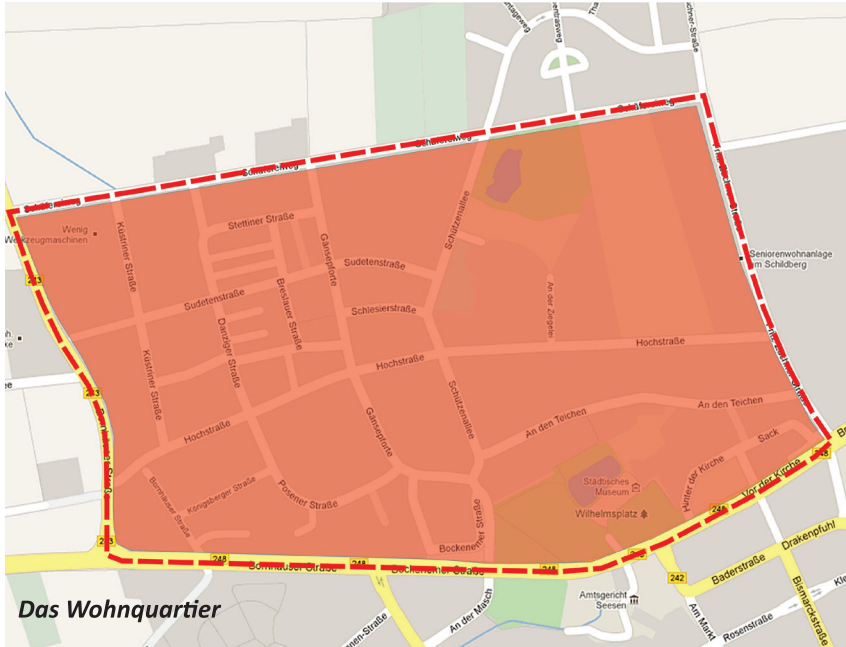 Schäfereiweg
Schützenallee
Schäfereiweg
Schäfereiweg
Schäfereiweg
Wenig
Werkzeugmaschinen
Küstriner Straße
Stettiner Straße
Gänsepforte
Sudetenstraße
Sudetenstraße
Breslauer Straße
Danziger Straße
Schlesierstraße
An der Ziegelei
Seniorenwohnanlage
am Schildberg
243
Küstriner Straße
Hochstraße
Hochstraße
243
Schützenallee
Gänsepforte
An den Teichen
An den Teichen
Hochstraße
Sack
248
Hinter der Kirche
Vor der Kirche
Bornhäuser Straße
Königsberger Straße
Posener Straße
Städtisches
Museum
Wilhelmsplatz
248
Bockenemer Straße
243
248
Bornhäuser Straße
248
Bockenemer Straße
248
248
242
Drakenpfuhl
Baderstraße
Bismarckstraße
Amtsgericht
Seesen
An der Masch
Am Markt
Rosenstraße
Das Wohnquartier